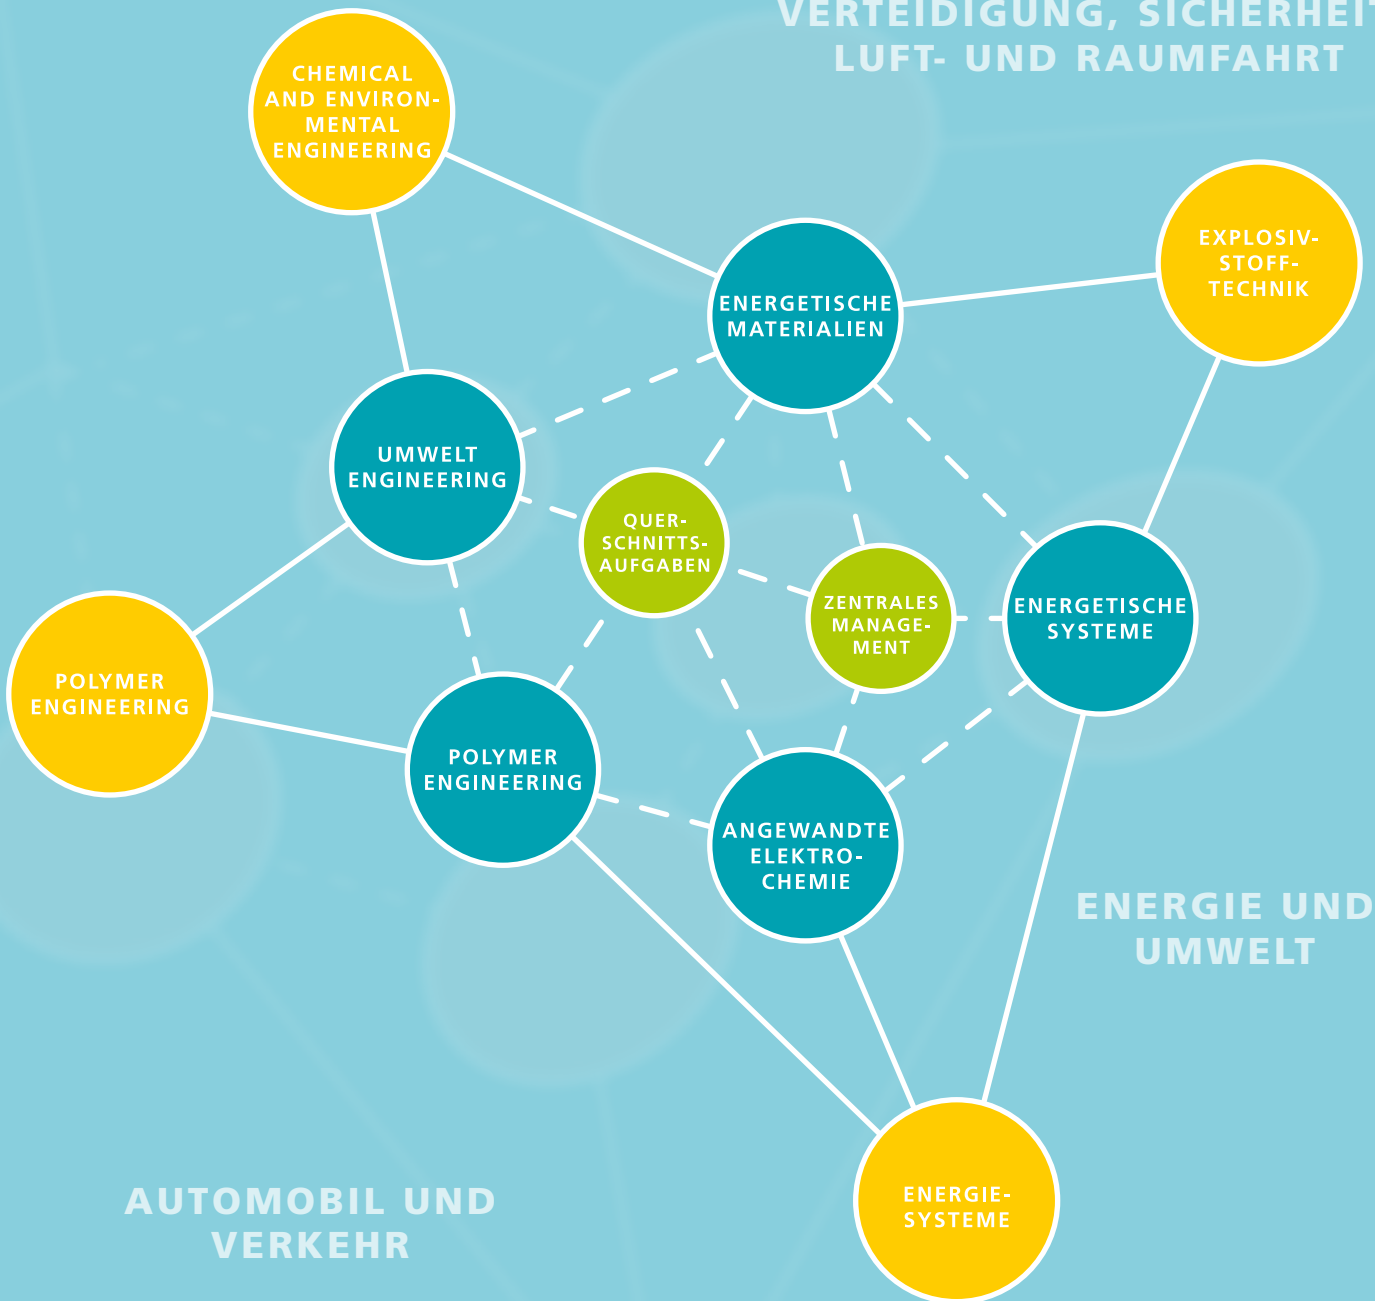 VERTEIDIGUNG, SICHERHEIT
LUFT- UND RAUMFAHRT
CHEMICAL
AND ENVIRON-
MENTAL
ENGINEERING
EXPLOSIV-
STOFF-
TECHNIK
ENERGETISCHE
MATERIALIEN
UMWELT
ENGINEERING
QUER-
SCHNITTS-
AUFGABEN
ZENTRALES
MANAGE-
MENT
ENERGETISCHE
SYSTEME
POLYMER
ENGINEERING
POLYMER
ENGINEERING
ANGEWANDTE
ELEKTRO-
CHEMIE
ENERGIE UND
UMWELT
AUTOMOBIL UND
VERKEHR
ENERGIE-
SYSTEME